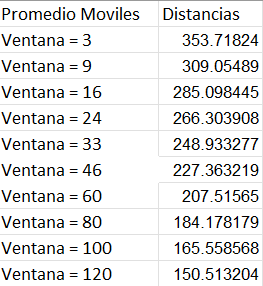 Promedio Moviles Distancias
Ventana = 3 353.71824
Ventana = 9 309.05489
Ventana = 16 285.098445
Ventana = 24 266.303908
Ventana = 33 248.933277
Ventana = 46 227.363219
Ventana = 60 207.51565
Ventana = 80 184.178179
Ventana = 100 165.558568
Ventana = 120 150.513204